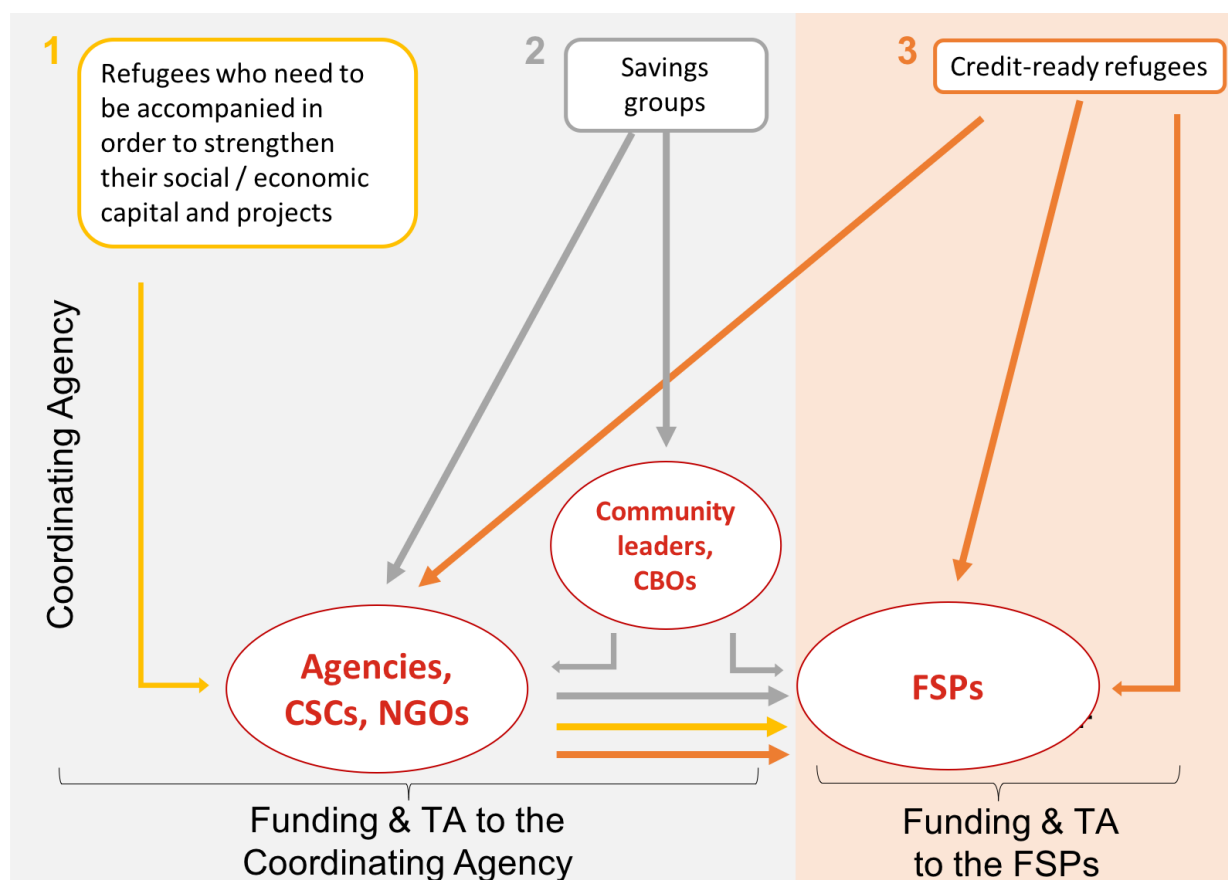 1
Refugees who need to
be accompanied in
order to strengthen
their social / economic
capital and projects
2
Savings
groups
3
Credit-ready refugees
Coordinating Agency
Community
leaders,
CBOs
Agencies,
CSCs, NGOs
FSPs
Funding & TA to the
Coordinating Agency
Funding & TA
to the FSPs